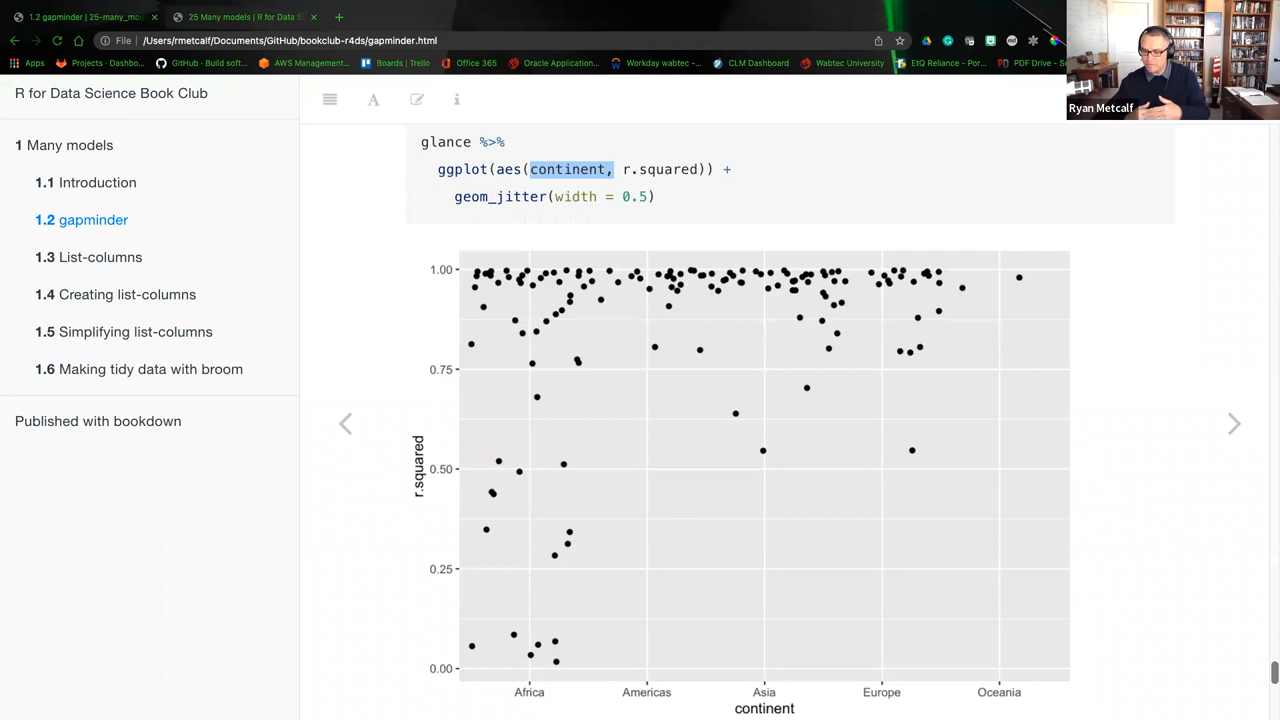 1.2 gapminder | 25-many_mo
25 Many models | R for Data S
File
/Users/rmetcalf/Documents/GitHub/bookclub-r4ds/gapminder.html
Apps
Projects · Dashbo...
GitHub · Build soft...
AWS Management...
Boards | Trello
Office 365
Oracle Application...
Workday wabtec -...
CLM Dashboard
Wabtec University
EtQ Reliance - Por...
PDF Drive - Se
Ryan Metcalf
R for Data Science Book Club
1 Many models
1.1 Introduction
1.2 gapminder
1.3 List-columns
1.4 Creating list-columns
1.5 Simplifying list-columns
1.6 Making tidy data with broom
Published with bookdown
glance %>%
ggplot(aes(continent, r.squared)) +
geom_jitter(width = 0.5)
1.00
0.75
0.50
0.25
0.00
r.squared
Africa Americas Asia Europe Oceania
continent